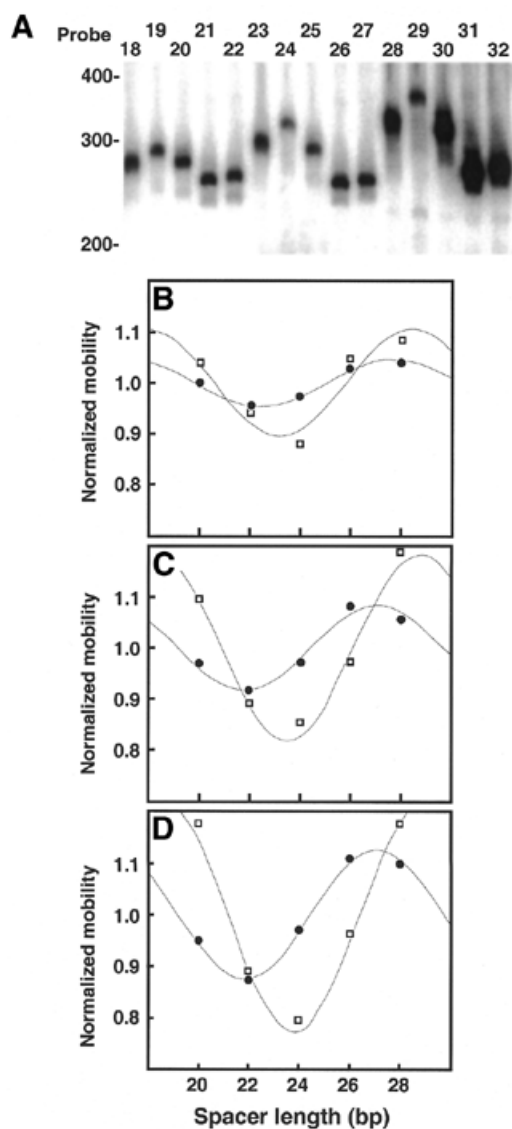 A
Probe 18 19 20 21 22 23 24 25 26 27 28 29 30 31 32
400-
300-
200-
B
Normalized mobility
1.1
1.0
0.9
0.8
C
Normalized mobility
1.1
1.0
0.9
0.8
D
Normalized mobility
1.1
1.0
0.9
0.8
20 22 24 26 28
Spacer length (bp)